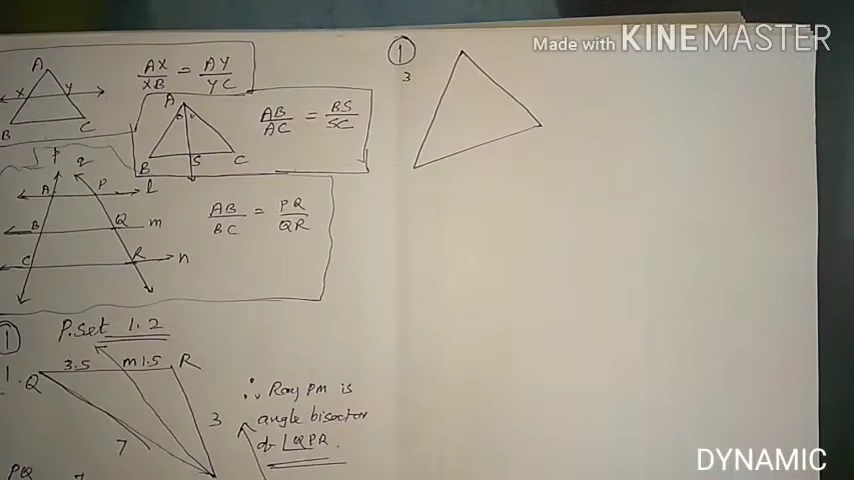 Made with KINEMASTER
A
X Y
B C
AX/XB = AY/YC
A
B S C
AB/AC = BS/SC
P q
A P l
B Q m
C R n
AB/BC = PQ/QR
1
3
1 P.set 1.2
1. Q 3.5 M 1.5 R
3
7
∴ Ray PM is
angle bisector
of ∠QPR.
PQ
DYNAMIC